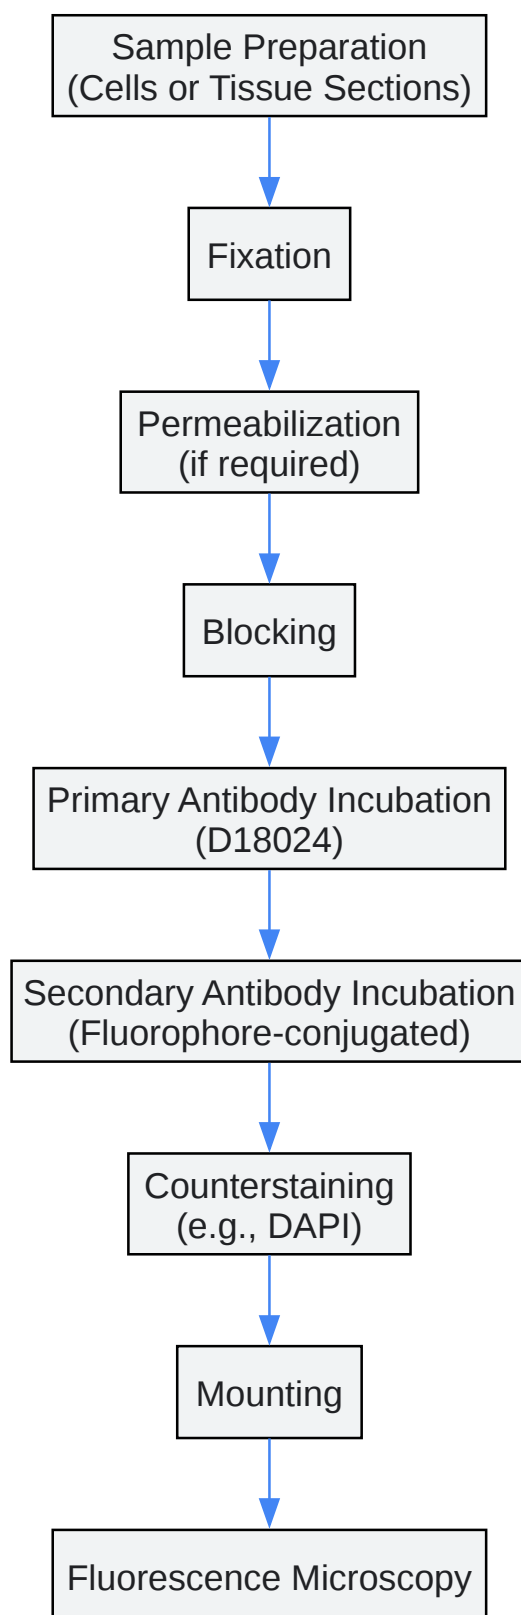 Sample Preparation
(Cells or Tissue Sections)
Fixation
Permeabilization
(if required)
Blocking
Primary Antibody Incubation
(D18024)
Secondary Antibody Incubation
(Fluorophore-conjugated)
Counterstaining
(e.g., DAPI)
Mounting
Fluorescence Microscopy